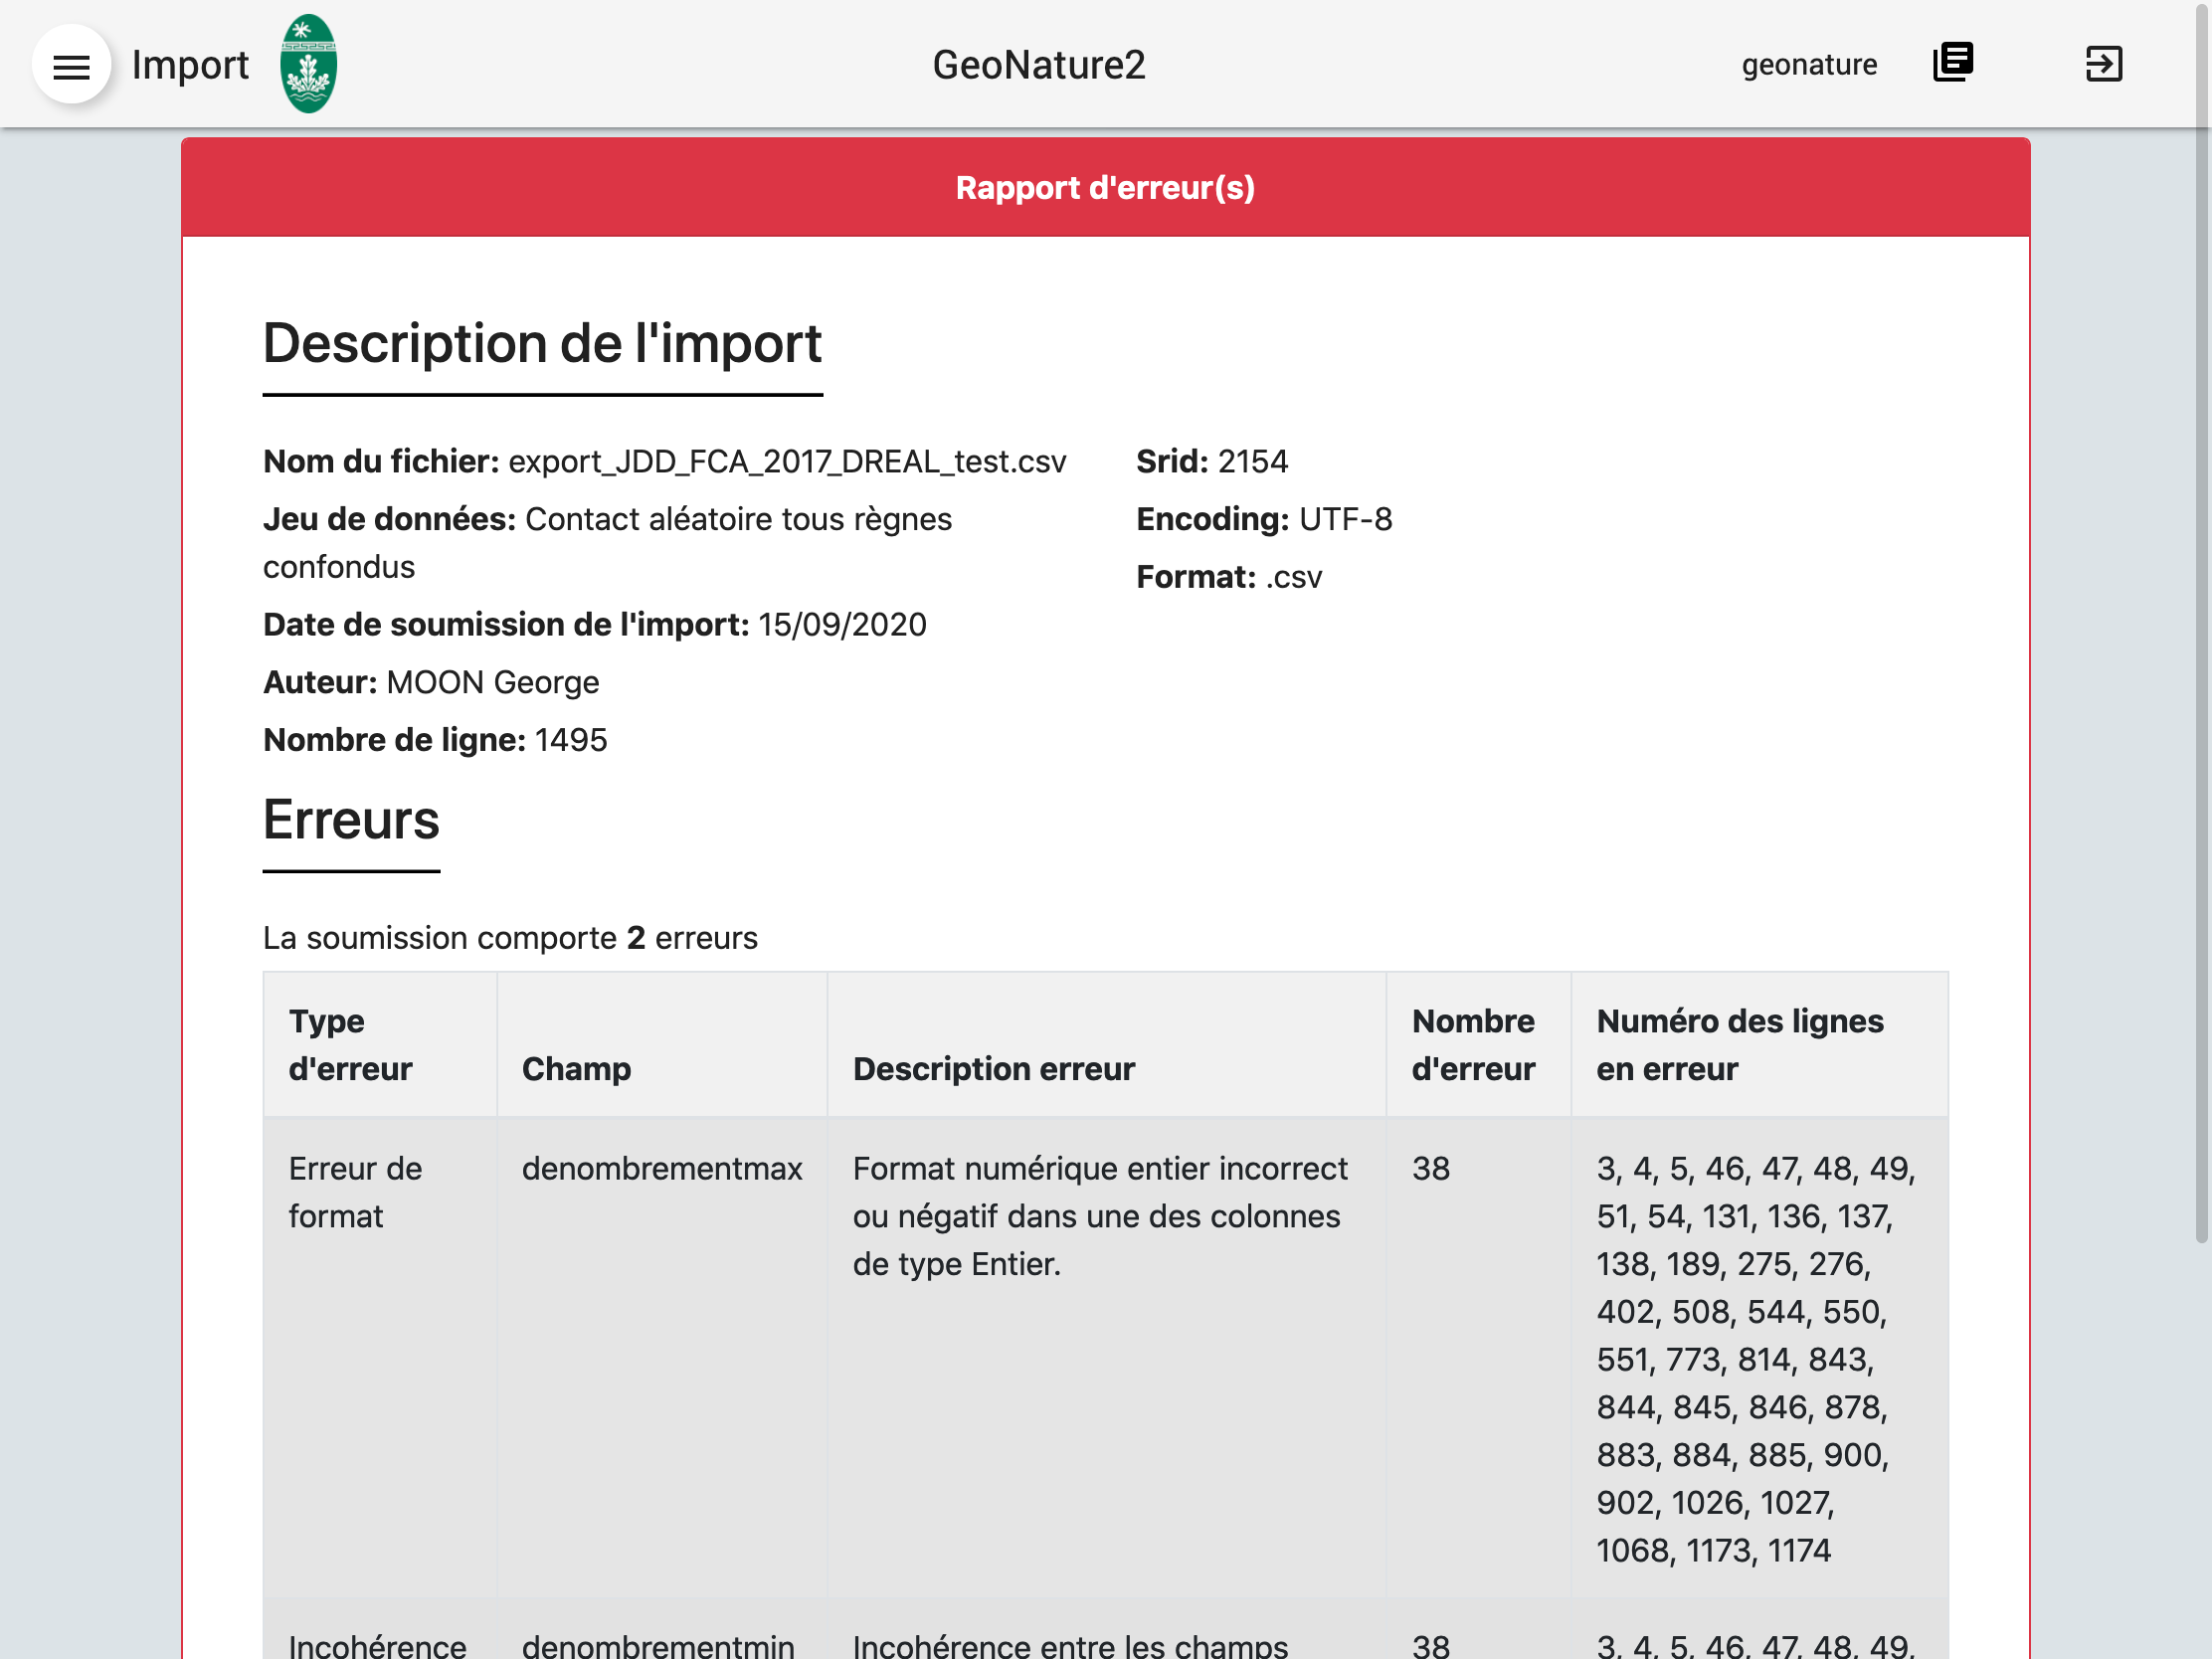 Import
GeoNature2
geonature
Rapport d'erreur(s)
Description de l'import
Nom du fichier: export_JDD_FCA_2017_DREAL_test.csv
Jeu de données: Contact aléatoire tous règnes
confondus
Date de soumission de l'import: 15/09/2020
Auteur: MOON George
Nombre de ligne: 1495
Srid: 2154
Encoding: UTF-8
Format: .csv
Erreurs
La soumission comporte 2 erreurs
Type
d'erreur
Champ
Description erreur
Nombre
d'erreur
Numéro des lignes
en erreur
Erreur de
format
denombrementmax
Format numérique entier incorrect
ou négatif dans une des colonnes
de type Entier.
38
3, 4, 5, 46, 47, 48, 49,
51, 54, 131, 136, 137,
138, 189, 275, 276,
402, 508, 544, 550,
551, 773, 814, 843,
844, 845, 846, 878,
883, 884, 885, 900,
902, 1026, 1027,
1068, 1173, 1174
Incohérence
denombrementmin
Incohérence entre les champs
38
3, 4, 5, 46, 47, 48, 49,